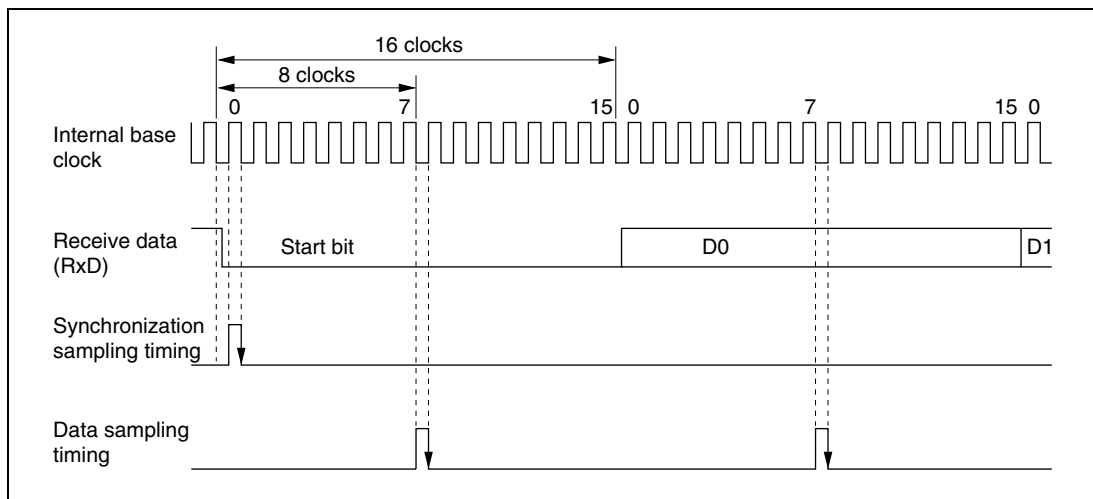 16 clocks
8 clocks
0 7 15 0 7 15 0
Internal base
clock
Receive data
(RxD)
Start bit D0 D1
Synchronization
sampling timing
Data sampling
timing